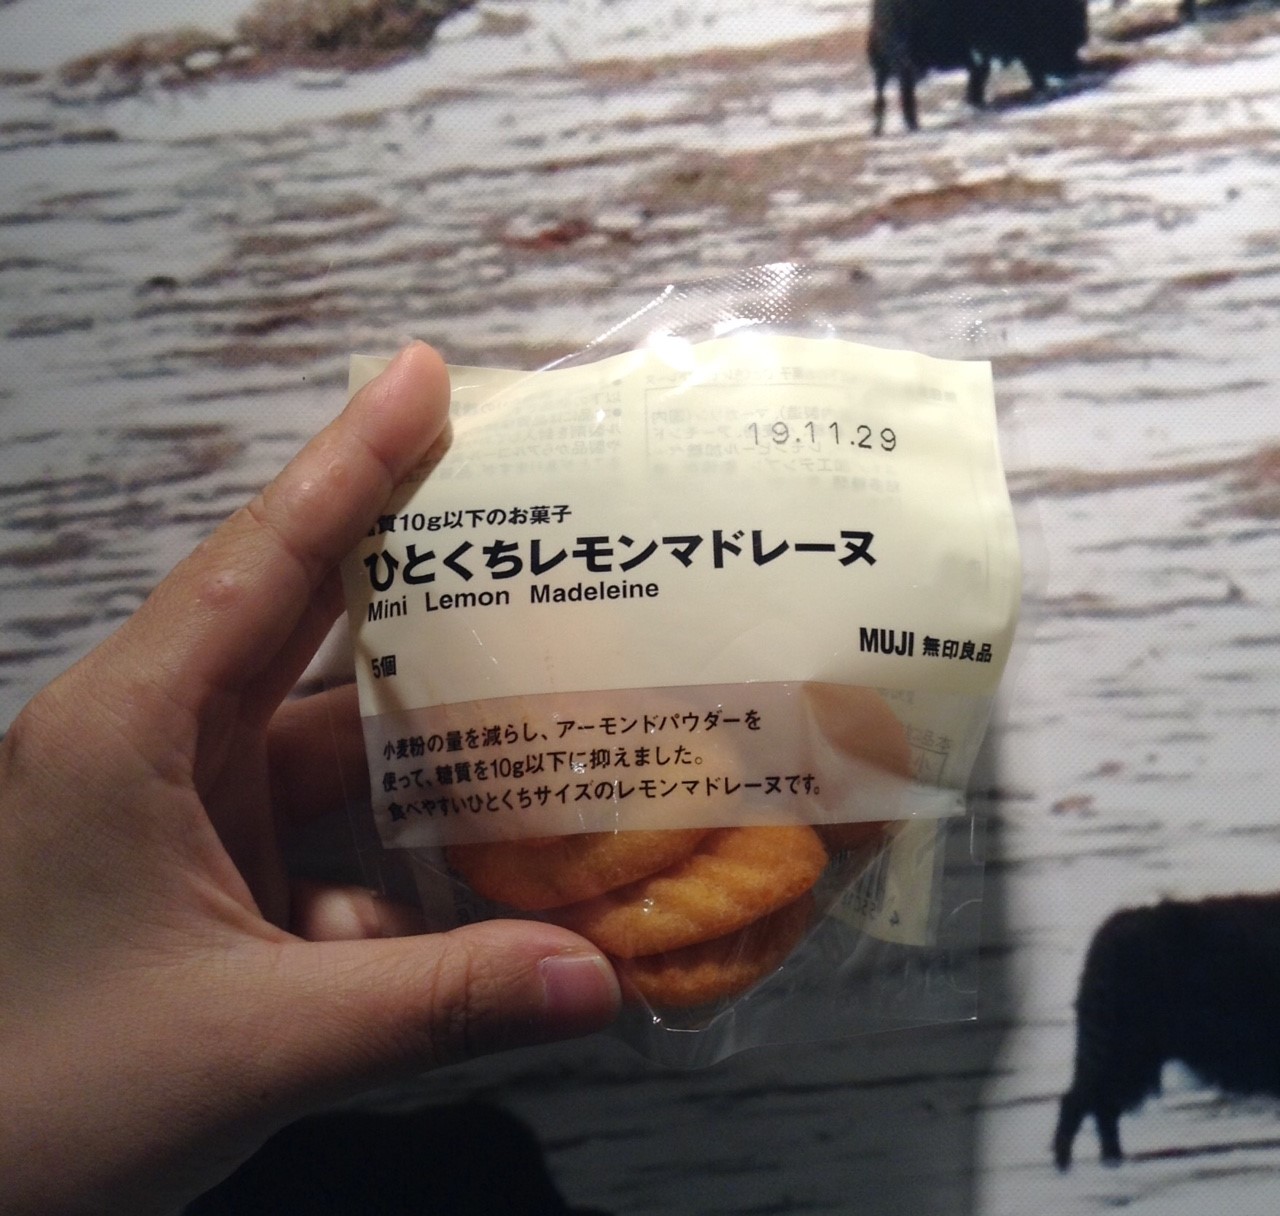 19.11.29
質10g以下のお菓子
ひとくちレモンマドレーヌ
Mini Lemon Madeleine
MUJI 無印良品
5個
小麦粉の量を減らし、アーモンドパウダーを
使って、糖質を10g以下に抑えました。
食べやすいひとくちサイズのレモンマドレーヌです。